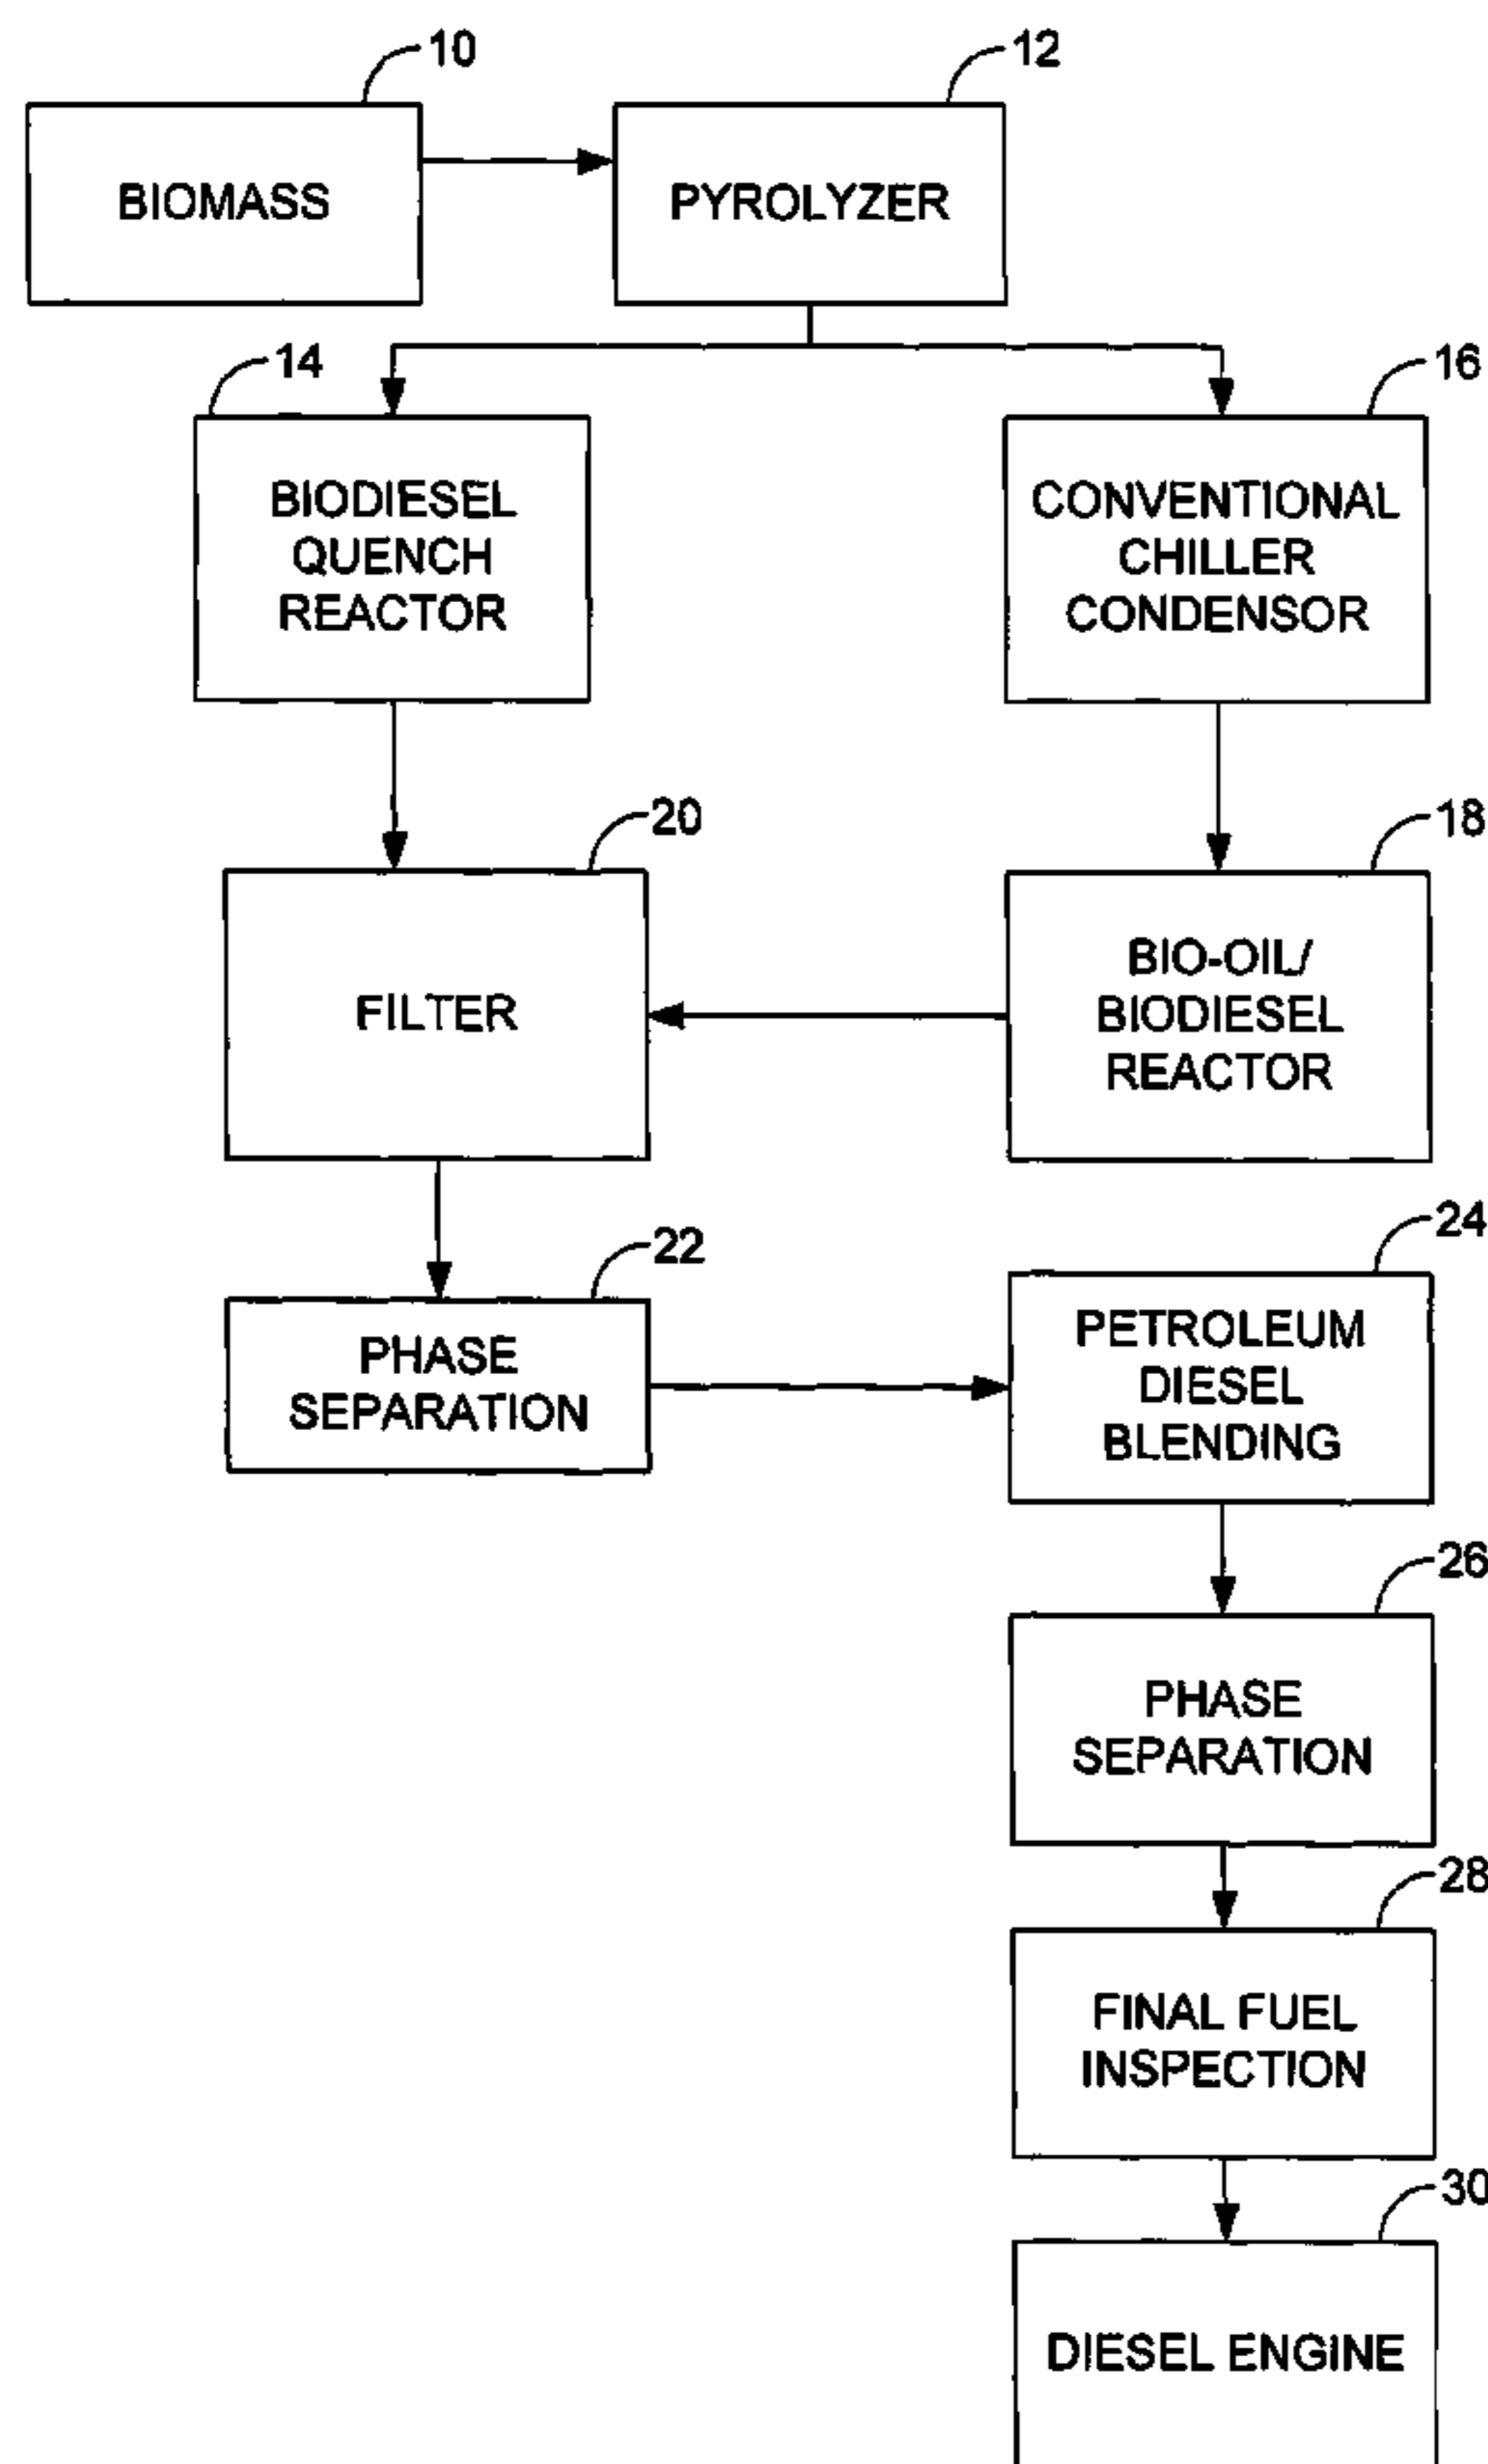 10
12
BIOMASS
PYROLYZER
14
16
BIODIESEL
QUENCH
REACTOR
CONVENTIONAL
CHILLER
CONDENSOR
20
18
FILTER
BIO-OIL/
BIODIESEL
REACTOR
22
24
PHASE
SEPARATION
PETROLEUM
DIESEL
BLENDING
26
PHASE
SEPARATION
28
FINAL FUEL
INSPECTION
30
DIESEL ENGINE